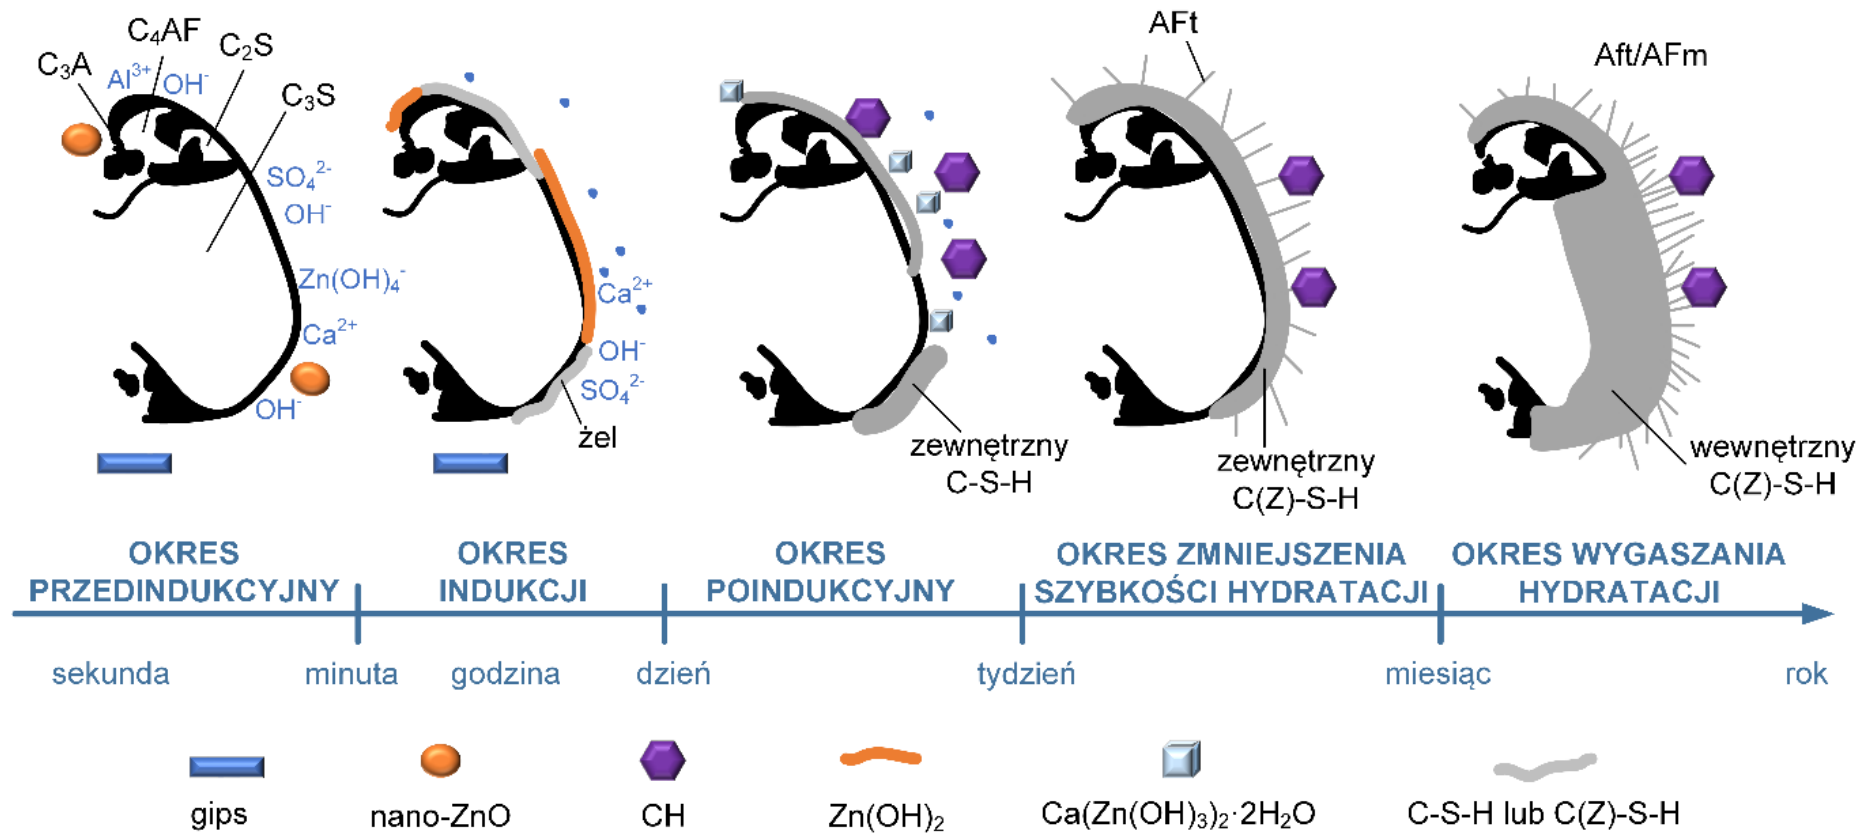 C₃A
C₄AF
C₂S
C₃S
Al³⁺
OH⁻
SO₄²⁻
OH⁻
Zn(OH)₄⁻
Ca²⁺
OH⁻
Ca²⁺
OH⁻
SO₄²⁻
żel
zewnętrzny
C-S-H
AFt
zewnętrzny
C(Z)-S-H
Aft/AFm
wewnętrzny
C(Z)-S-H
OKRES
PRZEDINDUKCYJNY
OKRES
INDUKCJI
OKRES
POINDUKCYJNY
OKRES ZMNIEJSZENIA
SZYBKOŚCI HYDRATACJI
OKRES WYGASZANIA
HYDRATACJI
sekunda
minuta
godzina
dzień
tydzień
miesiąc
rok
gips
nano-ZnO
CH
Zn(OH)₂
Ca(Zn(OH)₃)₂·2H₂O
C-S-H lub C(Z)-S-H